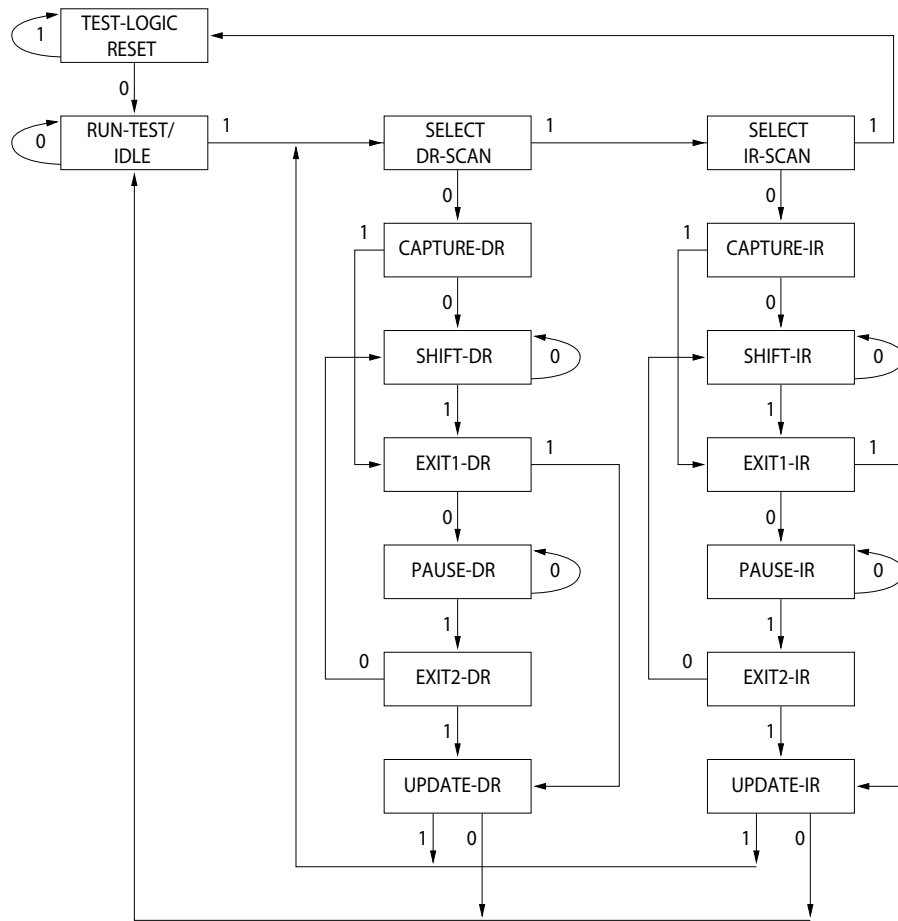 TEST-LOGIC
RESET
1
0
RUN-TEST/
IDLE
0
1
SELECT
DR-SCAN
1
SELECT
IR-SCAN
1
0
0
1
CAPTURE-DR
1
CAPTURE-IR
0
0
SHIFT-DR
0
SHIFT-IR
0
1
1
EXIT1-DR
1
EXIT1-IR
1
0
0
PAUSE-DR
0
PAUSE-IR
0
1
1
0
EXIT2-DR
0
EXIT2-IR
1
1
UPDATE-DR
UPDATE-IR
1
0
1
0